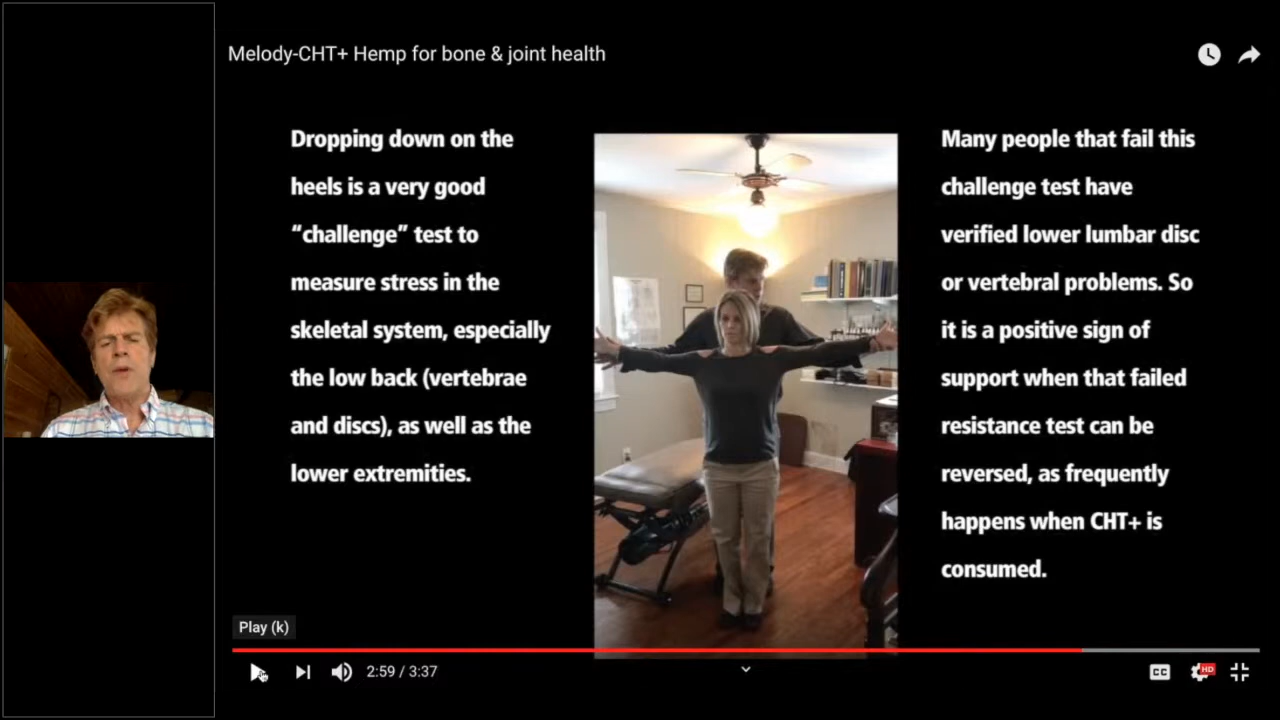 Melody-CHT+ Hemp for bone & joint health
Dropping down on the
heels is a very good
“challenge” test to
measure stress in the
skeletal system, especially
the low back (vertebrae
and discs), as well as the
lower extremities.
Many people that fail this
challenge test have
verified lower lumbar disc
or vertebral problems. So
it is a positive sign of
support when that failed
resistance test can be
reversed, as frequently
happens when CHT+ is
consumed.
Play (k)
2:59 / 3:37
CC
HD